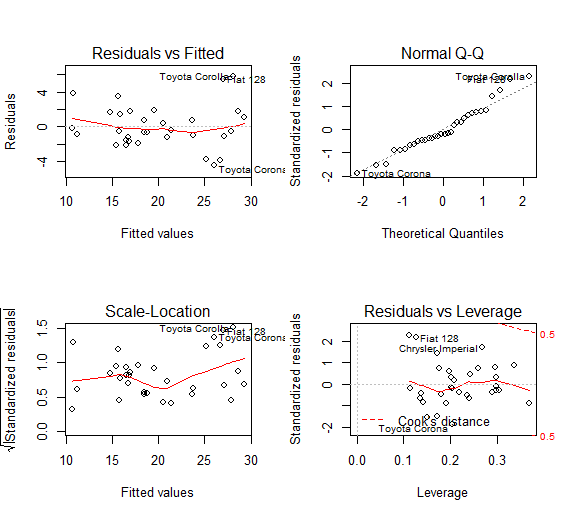 Residuals vs Fitted
Toyota Corolla
Fiat 128
Toyota Corona
4
0
4
Residuals
10
15
20
25
30
Fitted values
Normal Q-Q
Toyota Corolla
Fiat 128
Toyota Corona
2
1
0
-1
-2
Standardized residuals
-2
-1
0
1
2
Theoretical Quantiles
Scale-Location
Toyota Corolla
Fiat 128
Toyota Corona
1.5
1.0
0.5
0.0
√|Standardized residuals|
10
15
20
25
30
Fitted values
Residuals vs Leverage
0.5
Fiat 128
Chrysler Imperial
Toyota Corona
Cook's distance
0.5
2
1
0
-2
Standardized residuals
0.0
0.1
0.2
0.3
Leverage